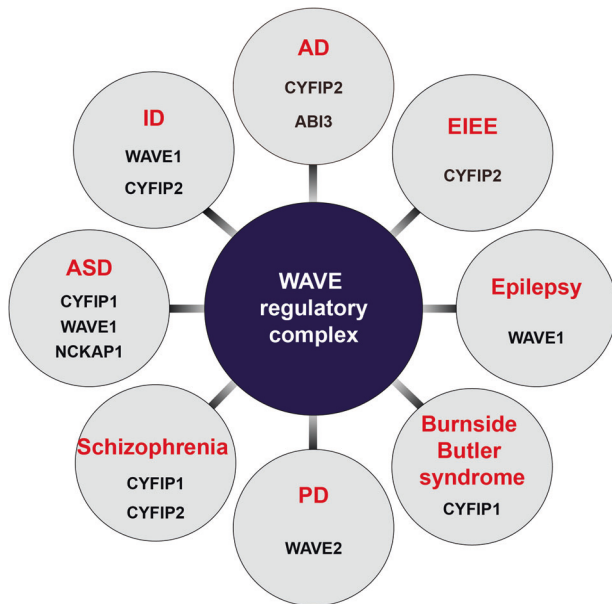 AD
CYFIP2
ABI3
EIEE
CYFIP2
Epilepsy
WAVE1
Burnside
Butler
syndrome
CYFIP1
PD
WAVE2
Schizophrenia
CYFIP1
CYFIP2
ASD
CYFIP1
WAVE1
NCKAP1
ID
WAVE1
CYFIP2
WAVE
regulatory
complex